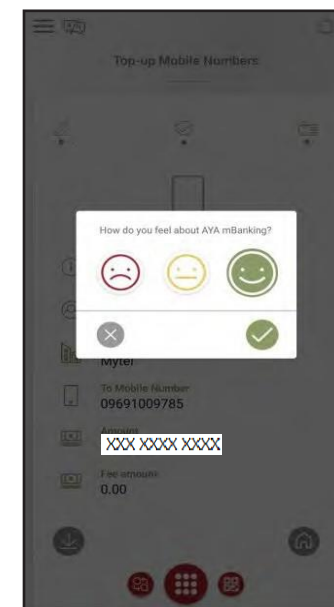 Top-up Mobile Numbers
How do you feel about AYA mBanking?
Mytel
To Mobile Number
09691009785
Amount
XXX XXXX XXXX
Fee amount
0.00